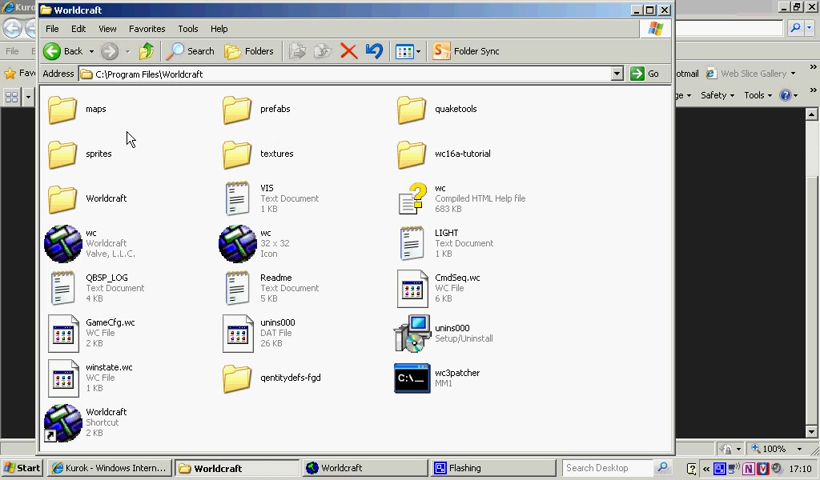 Kurok
Worldcraft
File Edit View Favorites Tools Help
Back Search Folders Folder Sync
Address C:\Program Files\Worldcraft Go
File
Favo
otmail Web Slice Gallery
Page Safety Tools
maps
prefabs
quaketools
sprites
textures
wc16a-tutorial
Worldcraft
VIS
Text Document
1 KB
wc
Compiled HTML Help file
683 KB
wc
Worldcraft
Valve, L.L.C.
wc
32 x 32
Icon
LIGHT
Text Document
1 KB
QBSP_LOG
Text Document
4 KB
Readme
Text Document
5 KB
CmdSeq.wc
WC File
6 KB
GameCfg.wc
WC File
2 KB
unins000
DAT File
26 KB
unins000
Setup/Uninstall
winstate.wc
WC File
1 KB
qentitydefs-fgd
C:\_
wc3patcher
MM1
Worldcraft
Shortcut
2 KB
100%
Start Kurok - Windows Intern... Worldcraft Worldcraft Flashing Search Desktop 17:10